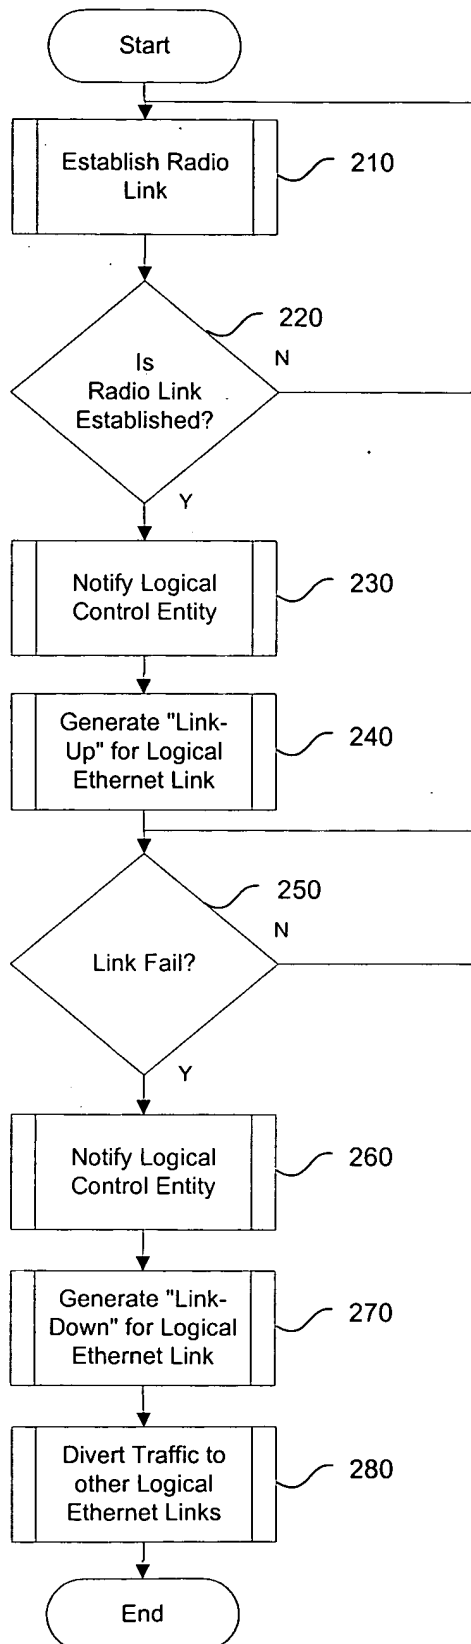 Start
Establish Radio
Link
210
220
Is
Radio Link
Established?
N
Y
Notify Logical
Control Entity
230
Generate "Link-
Up" for Logical
Ethernet Link
240
250
Link Fail?
N
Y
Notify Logical
Control Entity
260
Generate "Link-
Down" for Logical
Ethernet Link
270
Divert Traffic to
other Logical
Ethernet Links
280
End